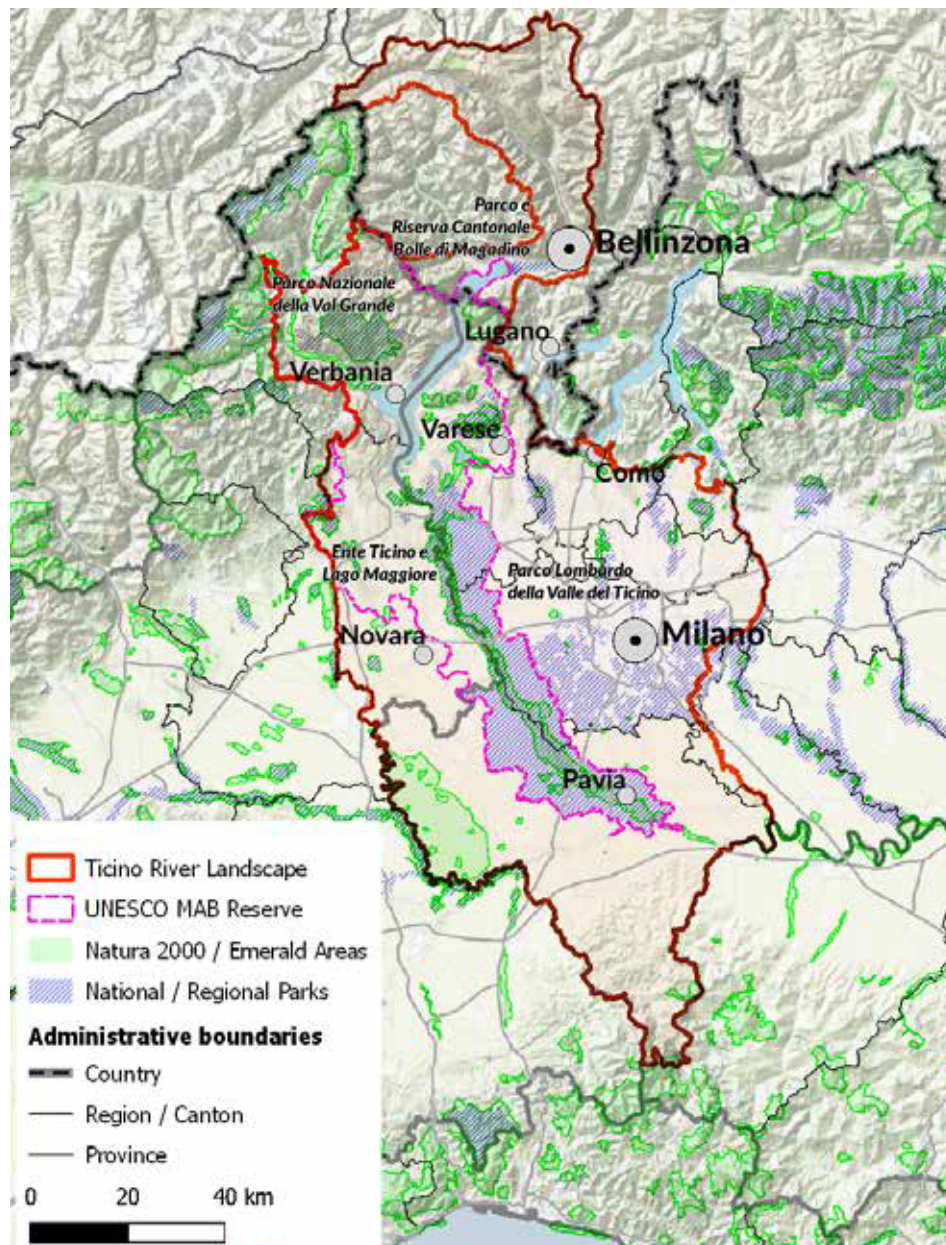 Parco e
Riserva Cantonale
Bolle di Magadino
Bellinzona
Parco Nazionale
della Val Grande
Lugano
Verbania
Varese
Como
Ente Ticino e
Lago Maggiore
Parco Lombardo
della Valle del Ticino
Novara
Milano
Pavia
Ticino River Landscape
UNESCO MAB Reserve
Natura 2000 / Emerald Areas
National / Regional Parks
Administrative boundaries
Country
Region / Canton
Province
0 20 40 km